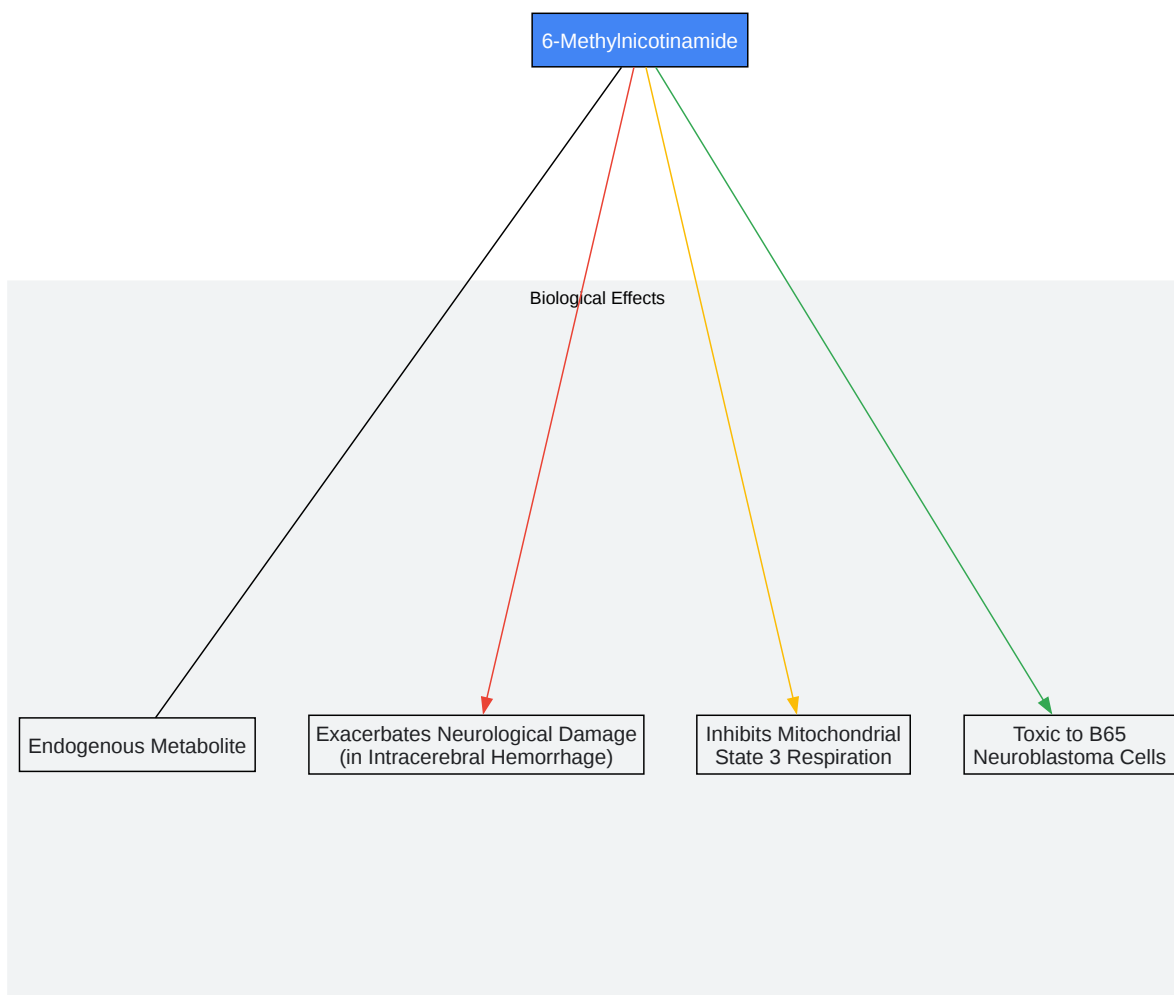 6-Methylnicotinamide
Biological Effects
Endogenous Metabolite
Exacerbates Neurological Damage
(in Intracerebral Hemorrhage)
Inhibits Mitochondrial
State 3 Respiration
Toxic to B65
Neuroblastoma Cells